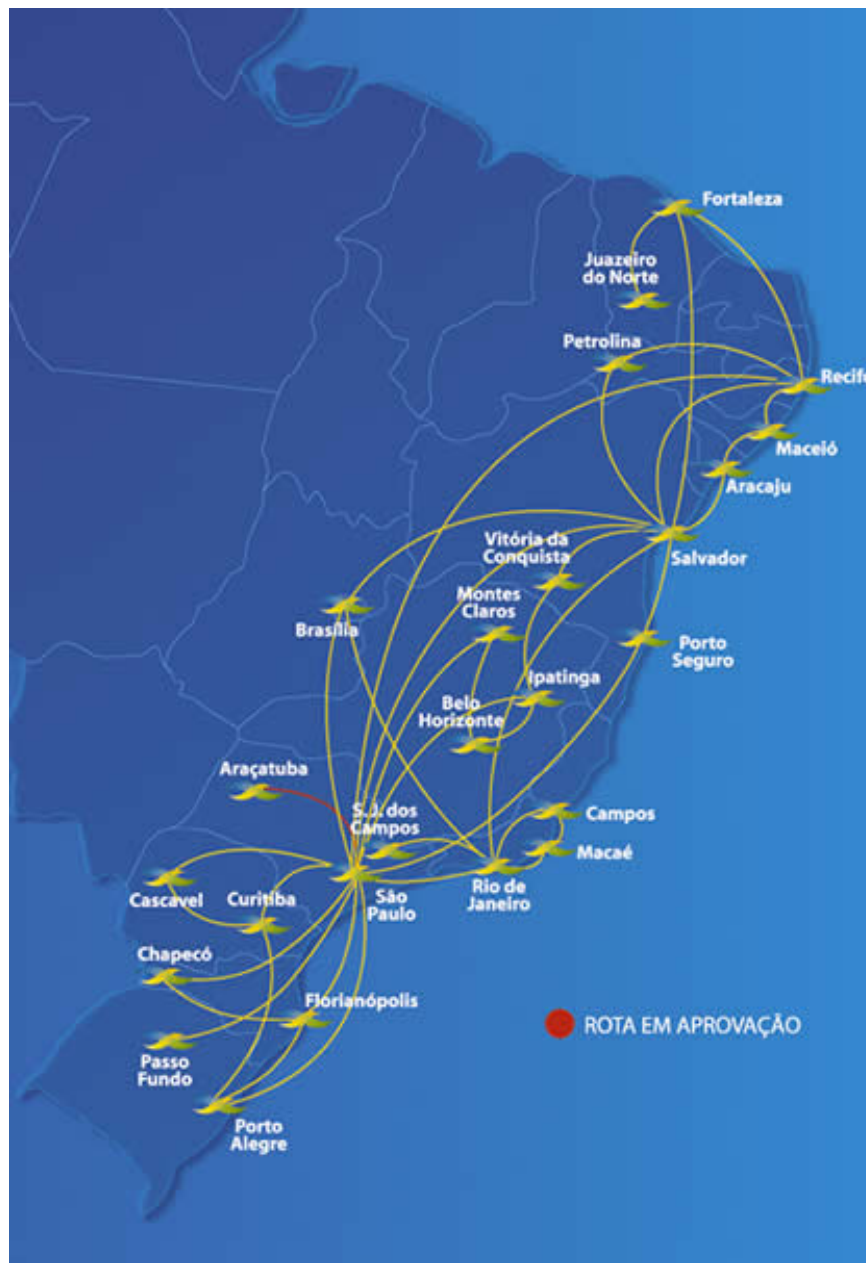 Fortaleza
Juazeiro
do Norte
Petrolina
Recife
Maceió
Aracaju
Vitória da
Conquista
Salvador
Montes
Claros
Brasília
Porto
Seguro
Ipatinga
Belo
Horizonte
Araçatuba
S. J. dos
Campos
Campos
Macaé
Cascavel
Curitiba
São
Paulo
Rio de
Janeiro
Chapecó
Florianópolis
ROTA EM APROVAÇÃO
Passo
Fundo
Porto
Alegre